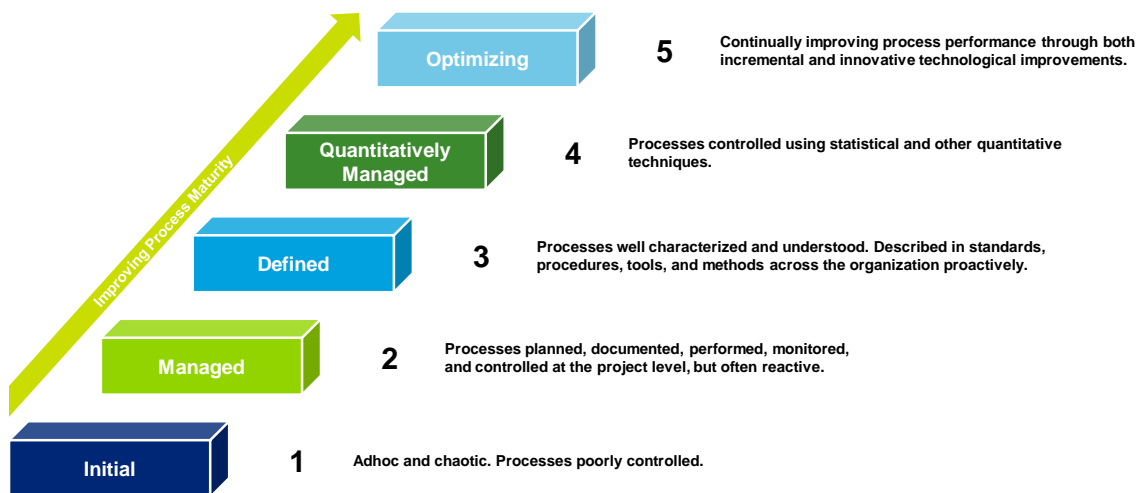 Optimizing
5
Continually improving process performance through both
incremental and innovative technological improvements.
Quantitatively
Managed
4
Processes controlled using statistical and other quantitative
techniques.
Improving Process Maturity
Defined
3
Processes well characterized and understood. Described in standards,
procedures, tools, and methods across the organization proactively.
Managed
2
Processes planned, documented, performed, monitored,
and controlled at the project level, but often reactive.
Initial
1
Adhoc and chaotic. Processes poorly controlled.